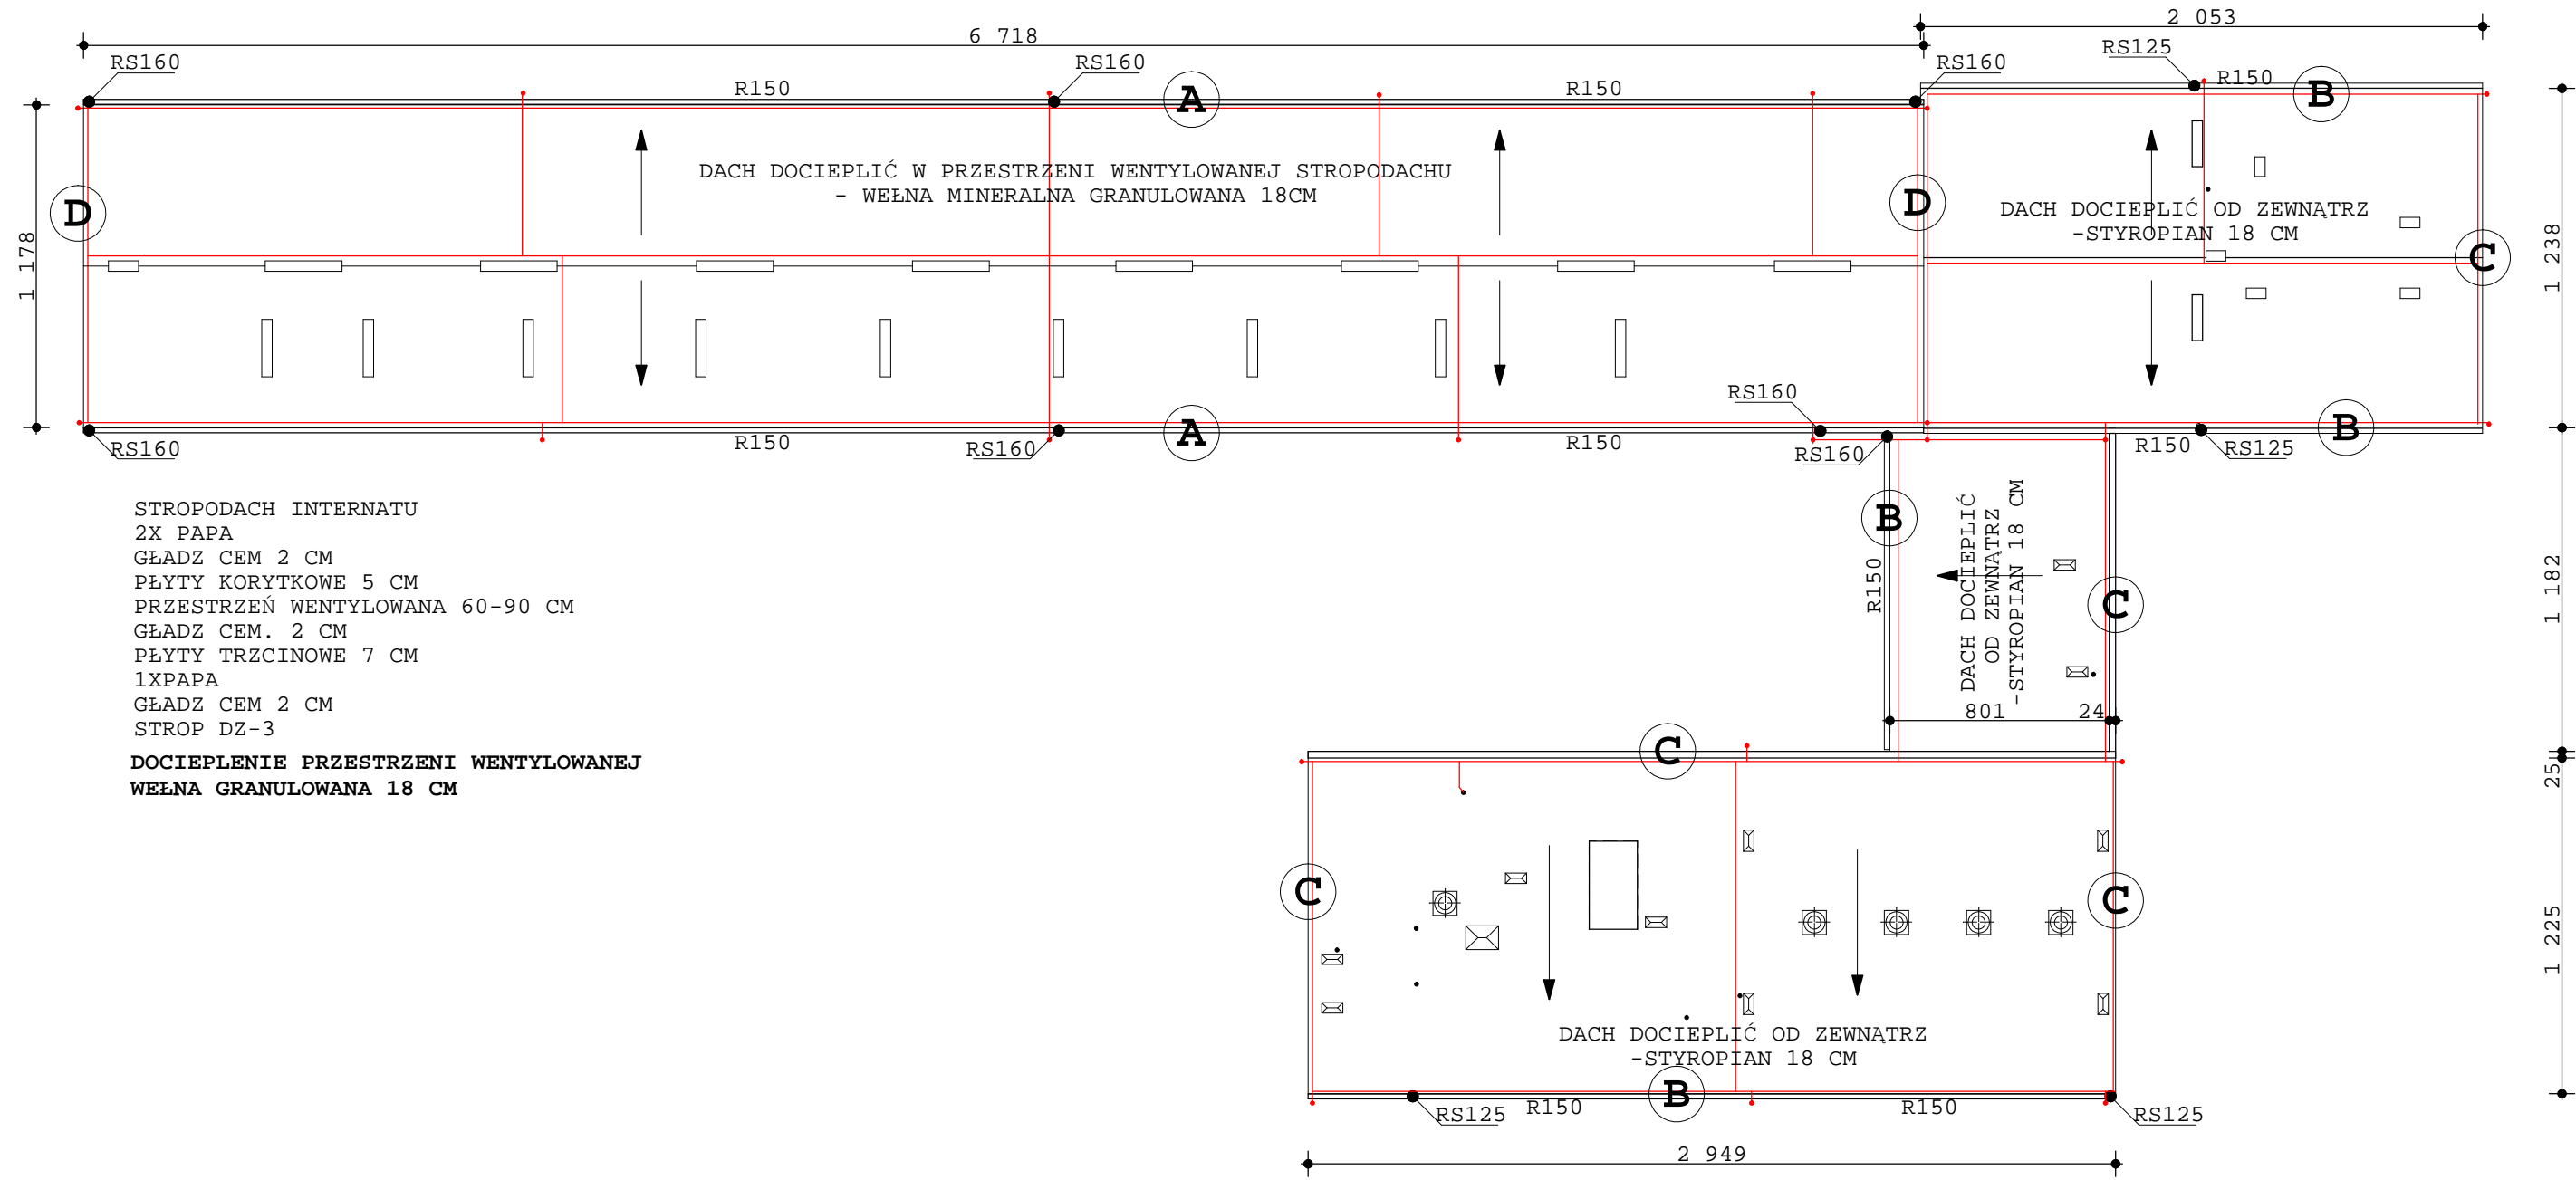 2 053
6 718
RS160
RS160
RS160
RS125
R150
R150
R150
A
B
DACH DOCIEPLIĆ W PRZESTRZENI WENTYLOWANEJ STROPODACHU
- WEŁNA MINERALNA GRANULOWANA 18CM
D
D
DACH DOCIEPLIĆ OD ZEWNĄTRZ
-STYROPIAN 18 CM
C
1 178
1 238
RS160
A
B
RS160
R150
RS160
R150
RS160
R150
RS125
STROPODACH INTERNATU
2X PAPA
GŁADZ CEM 2 CM
PŁYTY KORYTKOWE 5 CM
PRZESTRZEŃ WENTYLOWANA 60-90 CM
GŁADZ CEM. 2 CM
PŁYTY TRZCINOWE 7 CM
1XPAPA
GŁADZ CEM 2 CM
STROP DZ-3
DOCIEPLENIE PRZESTRZENI WENTYLOWANEJ
WEŁNA GRANULOWANA 18 CM
B
R150
DACH DOCIEPLIĆ
OD ZEWNĄTRZ
-STYROPIAN 18 CM
C
1 182
801
24
C
25
C
C
1 225
DACH DOCIEPLIĆ OD ZEWNĄTRZ
-STYROPIAN 18 CM
B
RS125
R150
R150
RS125
2 949